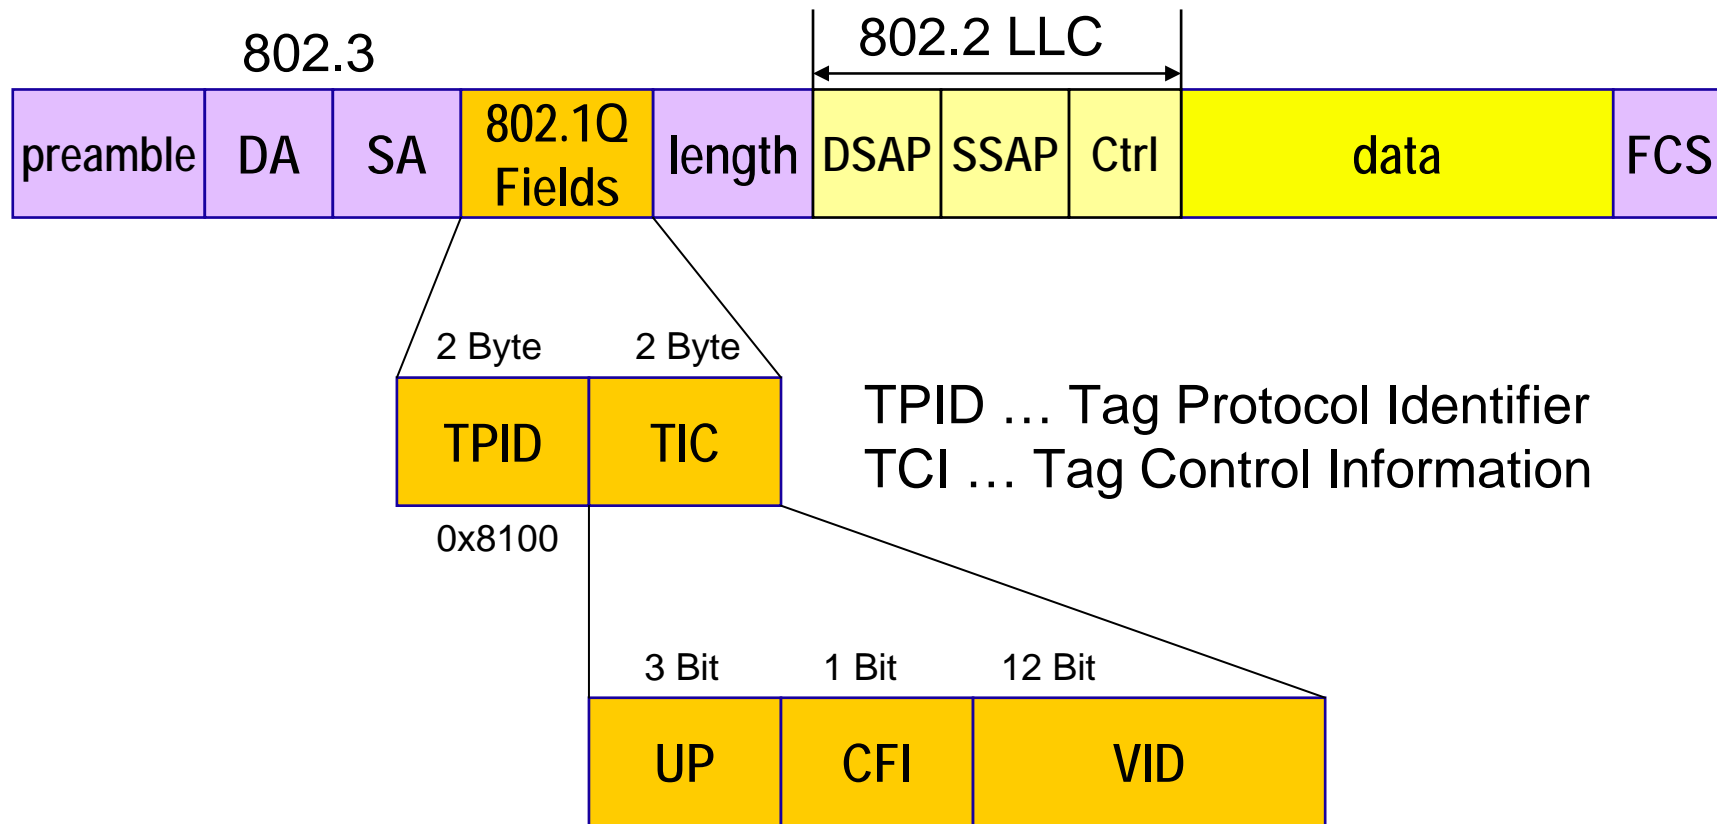 802.3
802.2 LLC
preamble DA SA 802.1Q Fields length DSAP SSAP Ctrl data FCS
2 Byte 2 Byte
TPID TIC
0x8100
TPID … Tag Protocol Identifier
TCI … Tag Control Information
3 Bit 1 Bit 12 Bit
UP CFI VID